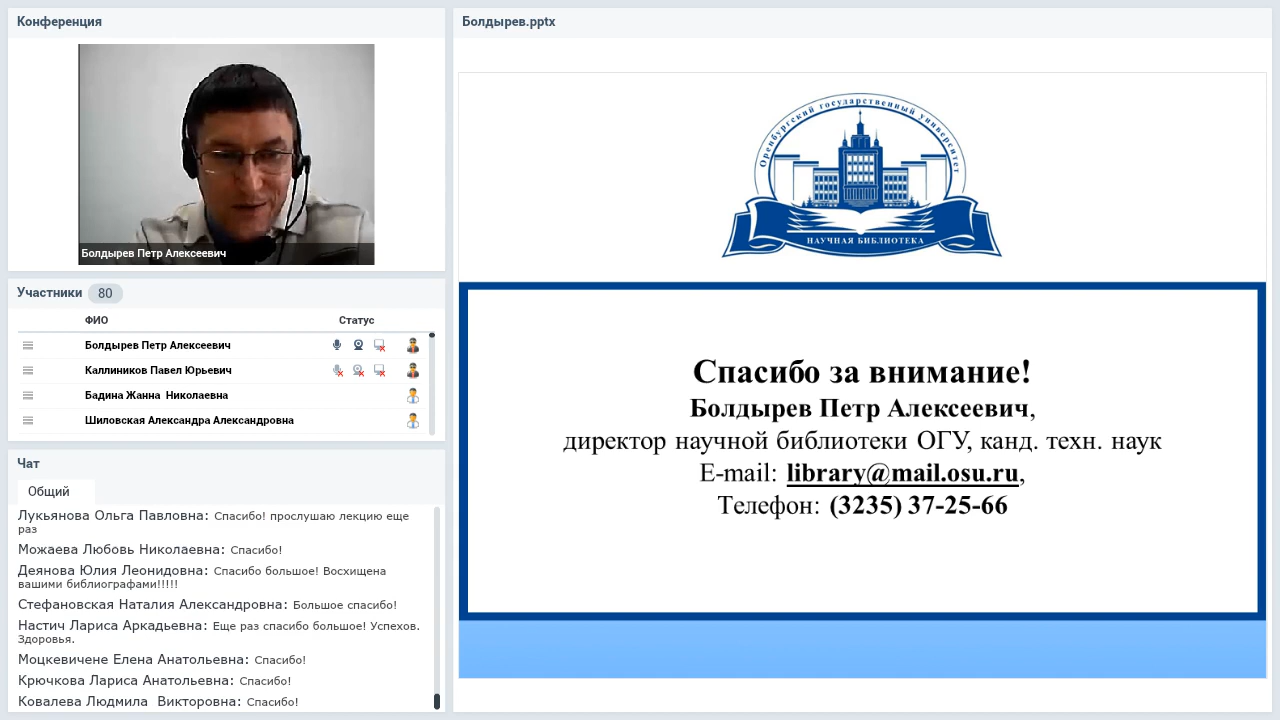 Конференция
Болдырев Петр Алексеевич
Участники 80
ФИО Статус
Болдырев Петр Алексеевич
Каллиников Павел Юрьевич
Бадина Жанна Николаевна
Шиловская Александра Александровна
Чат
Общий
Лукьянова Ольга Павловна: Спасибо! прослушаю лекцию еще
раз
Можаева Любовь Николаевна: Спасибо!
Деянова Юлия Леонидовна: Спасибо большое! Восхищена
вашими библиографами!!!!!
Стефановская Наталия Александровна: Большое спасибо!
Настич Лариса Аркадьевна: Еще раз спасибо большое! Успехов.
Здоровья.
Моцкевичене Елена Анатольевна: Спасибо!
Крючкова Лариса Анатольевна: Спасибо!
Ковалева Людмила Викторовна: Спасибо!
Болдырев.pptx
Оренбургский государственный университет
НАУЧНАЯ БИБЛИОТЕКА
Спасибо за внимание!
Болдырев Петр Алексеевич,
директор научной библиотеки ОГУ, канд. техн. наук
E-mail: library@mail.osu.ru,
Телефон: (3235) 37-25-66